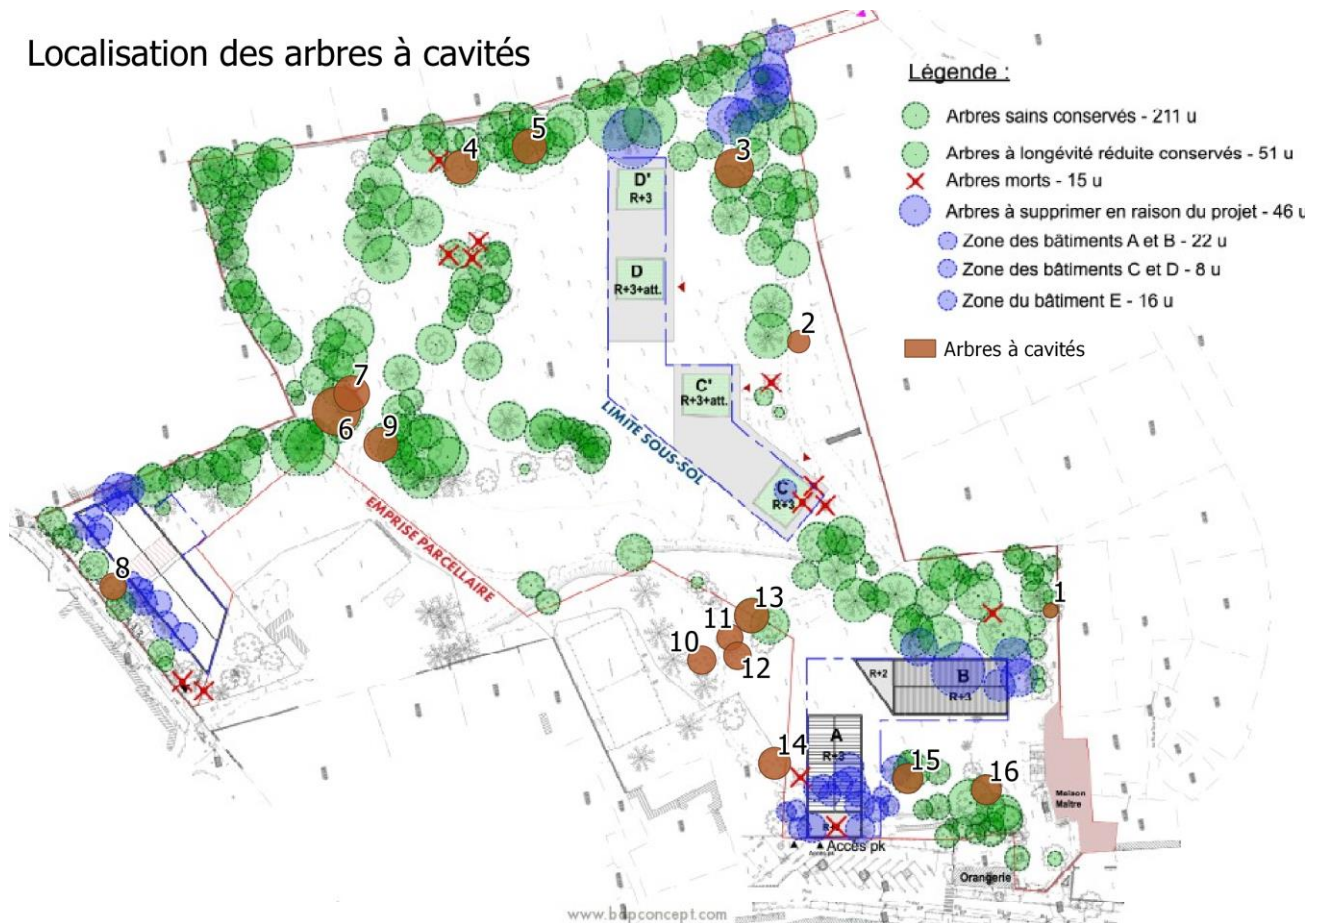 Localisation des arbres à cavités
Légende :
Arbres sains conservés - 211 u
Arbres à longévité réduite conservés - 51 u
Arbres morts - 15 u
Arbres à supprimer en raison du projet - 46 u
Zone des bâtiments A et B - 22 u
Zone des bâtiments C et D - 8 u
Zone du bâtiment E - 16 u
Arbres à cavités
5
4
3
D'
R+3
D
R+3+att.
2
7
6
9
C'
R+3+att.
LIMITE SOUS-SOL
C
R+3
EMPRISE PARCELLAIRE
8
1
13
11
10
12
R+2
B
R+3
14
A
R+3
15
16
Maison
Maître
Accès pk
Accès pk
Orangerie
www.bdpconcept.com